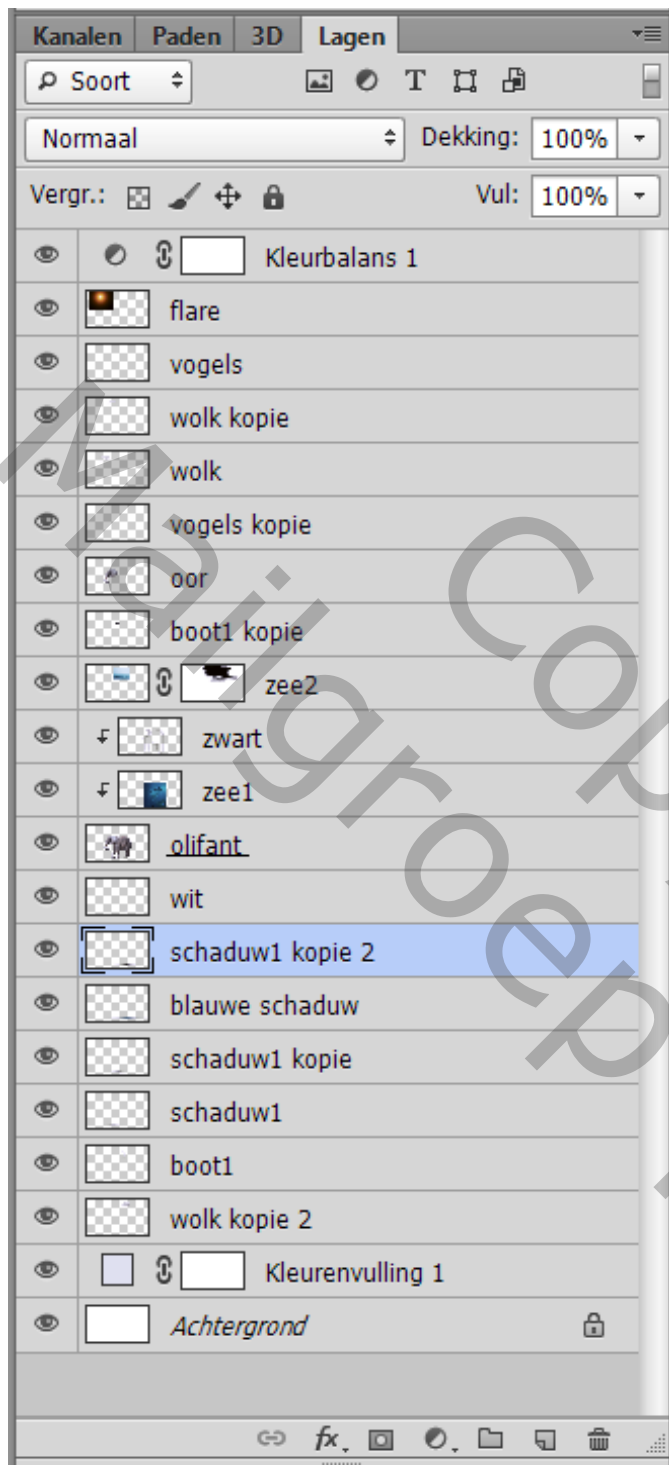 Kanalen Paden 3D Lagen
Soort
Normaal Dekking: 100%
Vergr.: Vul: 100%
Kleurbalans 1
flare
vogels
wolk kopie
wolk
vogels kopie
oor
boot1 kopie
zee2
zwart
zee1
olifant
wit
schaduw1 kopie 2
blauwe schaduw
schaduw1 kopie
schaduw1
boot1
wolk kopie 2
Kleurenvulling 1
Achtergrond
fx
Mailgroep